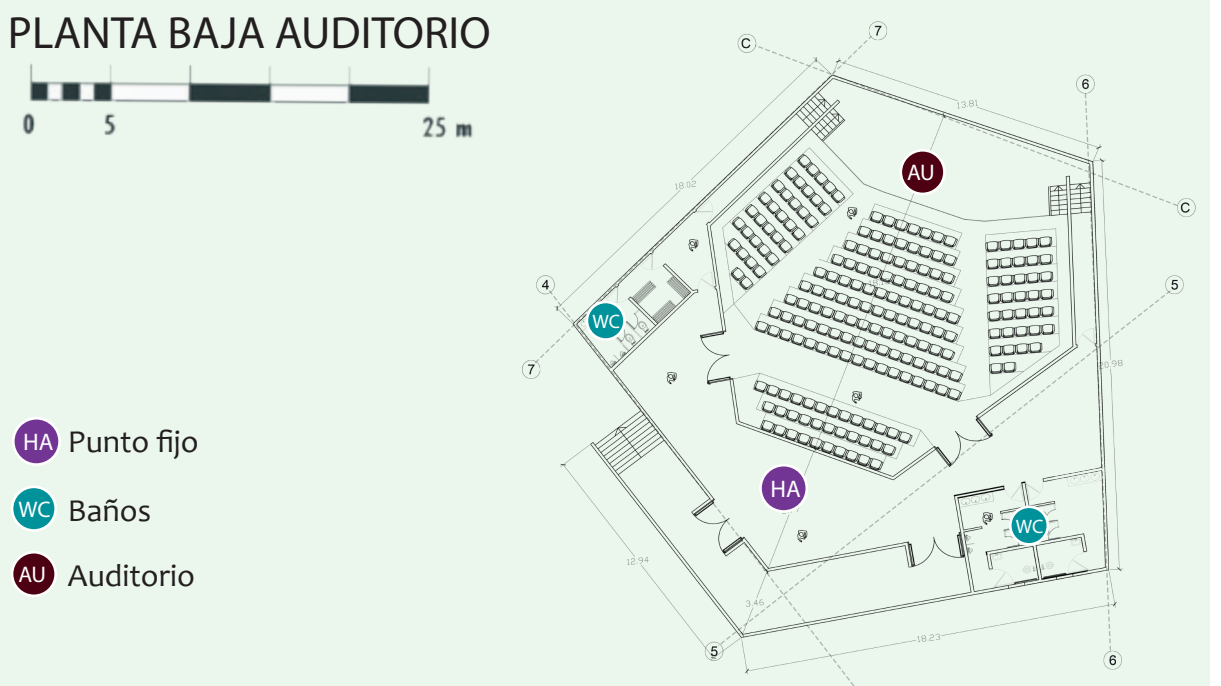 PLANTA BAJA AUDITORIO
0 5 25 m
C
7
6
13.81
AU
18.02
C
4
5
WC
7
20.98
HA Punto fijo
HA
WC Baños
WC
AU Auditorio
12.94
3.46
18.23
5
6